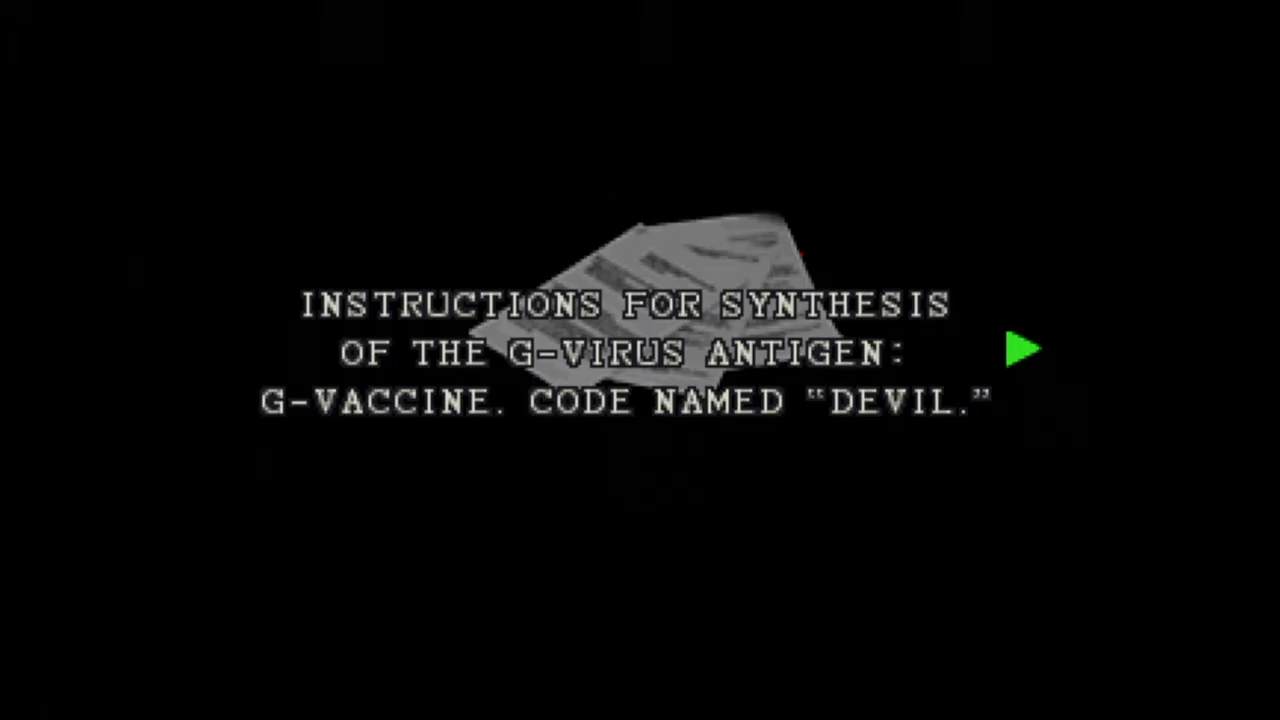 INSTRUCTIONS FOR SYNTHESIS
OF THE G-VIRUS ANTIGEN:
G-VACCINE. CODE NAMED “DEVIL.”